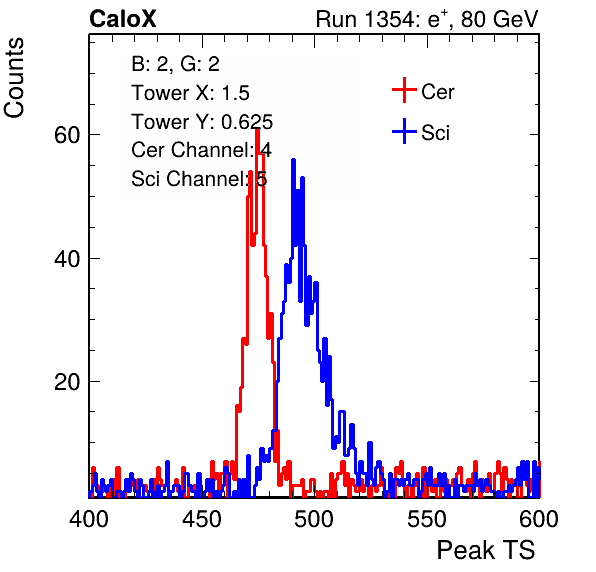 CaloX Run 1354: e⁺, 80 GeV
Counts
B: 2, G: 2
Tower X: 1.5
Tower Y: 0.625
Cer Channel: 4
Sci Channel: 5
Cer
Sci
60
40
20
400 450 500 550 600
Peak TS